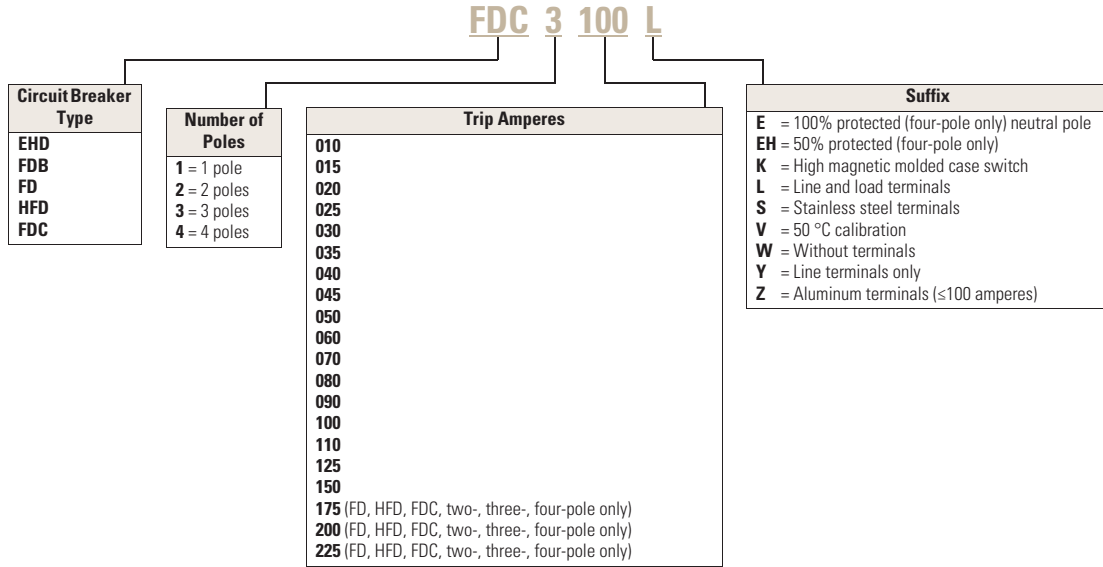 FDC 3 100 L
Circuit Breaker
Type
EHD
FDB
FD
HFD
FDC
Number of
Poles
1 = 1 pole
2 = 2 poles
3 = 3 poles
4 = 4 poles
Trip Amperes
010
015
020
025
030
035
040
045
050
060
070
080
090
100
110
125
150
175 (FD, HFD, FDC, two-, three-, four-pole only)
200 (FD, HFD, FDC, two-, three-, four-pole only)
225 (FD, HFD, FDC, two-, three-, four-pole only)
Suffix
E = 100% protected (four-pole only) neutral pole
EH = 50% protected (four-pole only)
K = High magnetic molded case switch
L = Line and load terminals
S = Stainless steel terminals
V = 50 °C calibration
W = Without terminals
Y = Line terminals only
Z = Aluminum terminals (≤100 amperes)